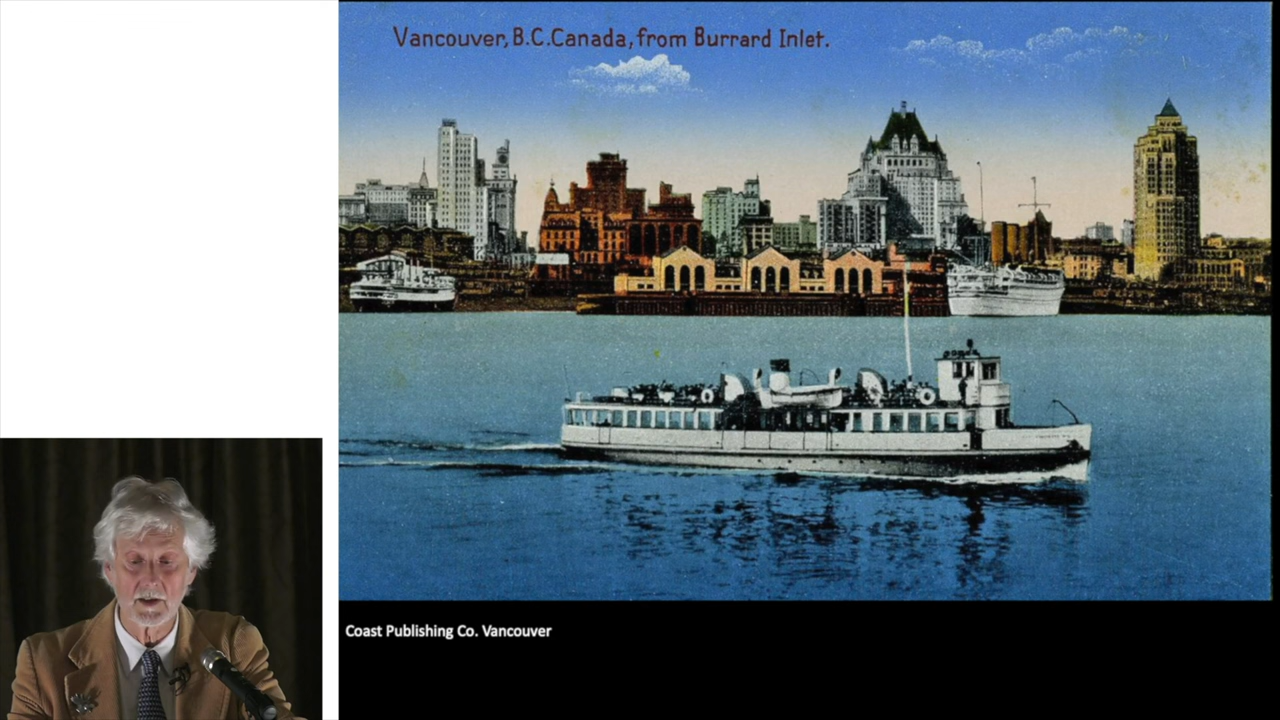 Vancouver, B.C. Canada, from Burrard Inlet.
Coast Publishing Co. Vancouver